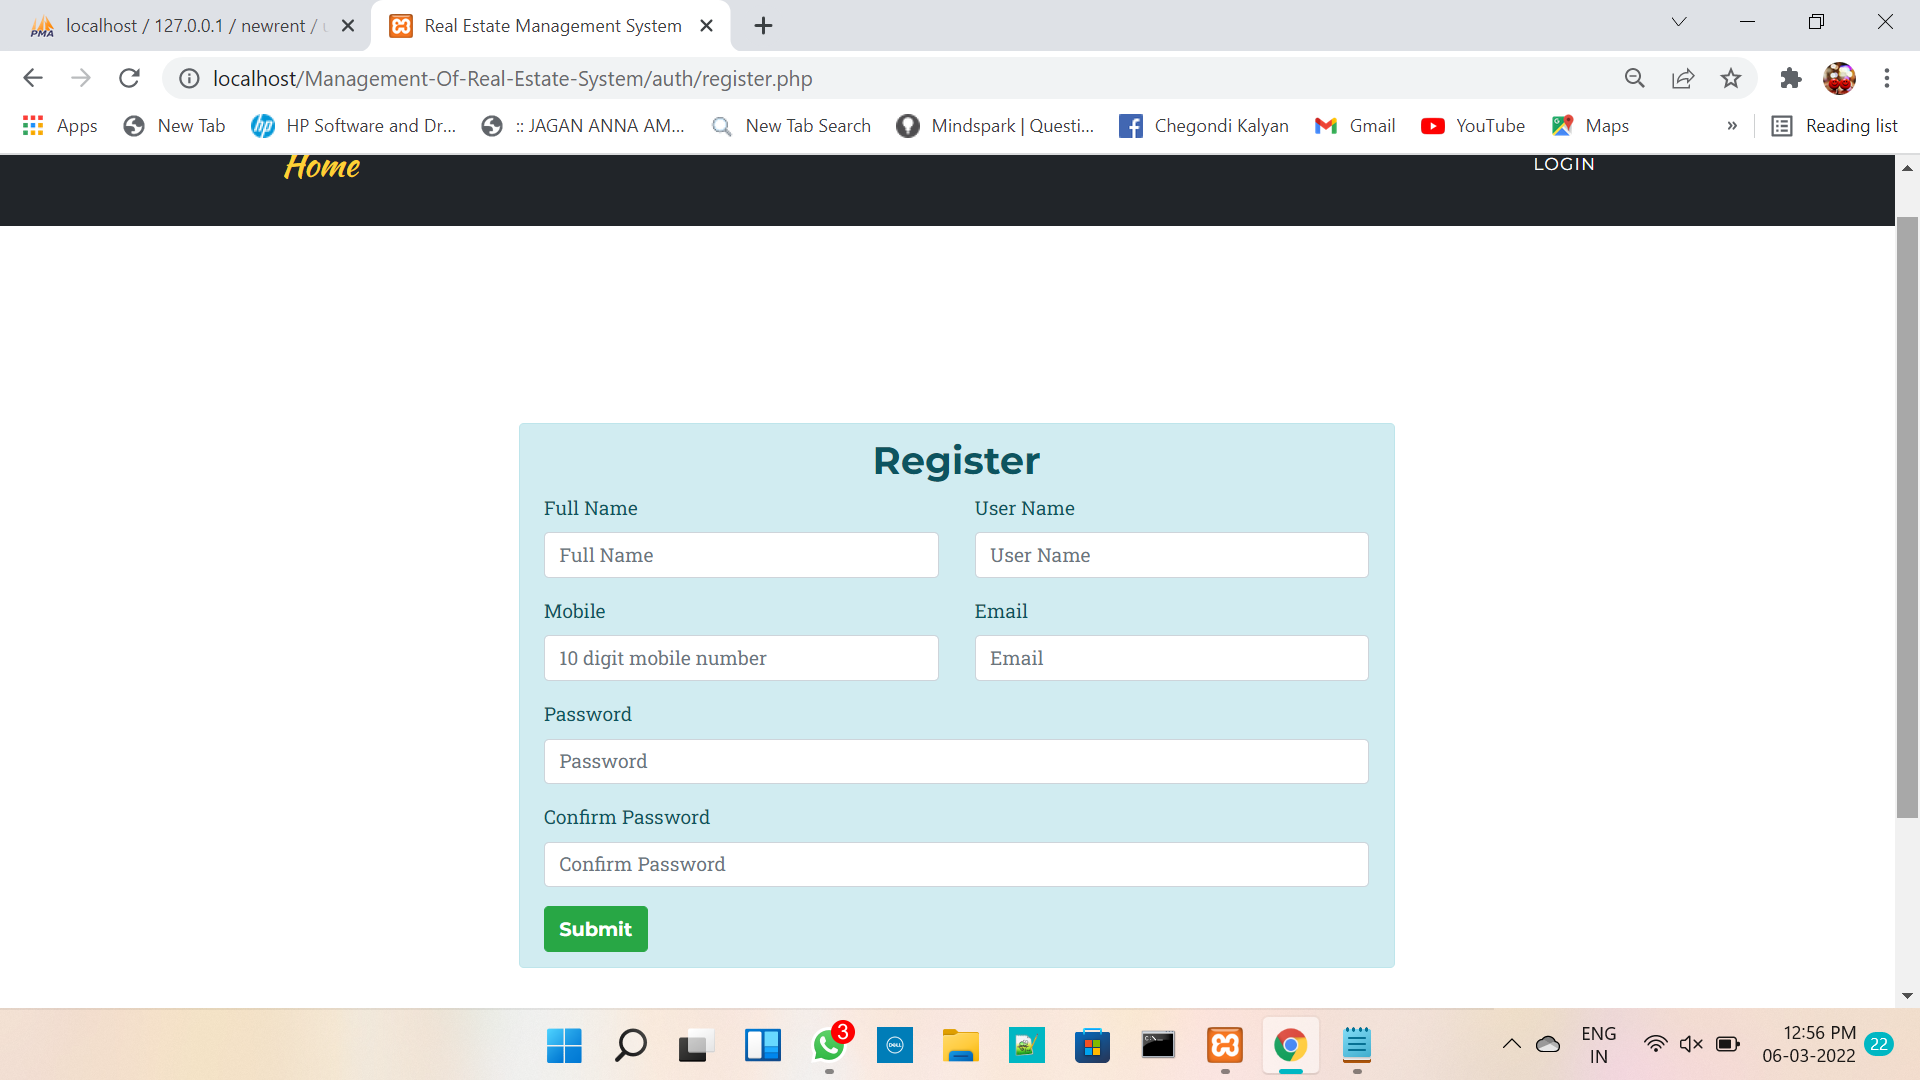 localhost / 127.0.0.1 / newrent /
Real Estate Management System
localhost/Management-Of-Real-Estate-System/auth/register.php
Apps
New Tab
HP Software and Dr...
:: JAGAN ANNA AM...
New Tab Search
Mindspark | Questi...
Chegondi Kalyan
Gmail
YouTube
Maps
»
Reading list
Home
LOGIN
Register
Full Name
User Name
Full Name
User Name
Mobile
Email
10 digit mobile number
Email
Password
Password
Confirm Password
Confirm Password
Submit
3
ENG
IN
12:56 PM
06-03-2022
22